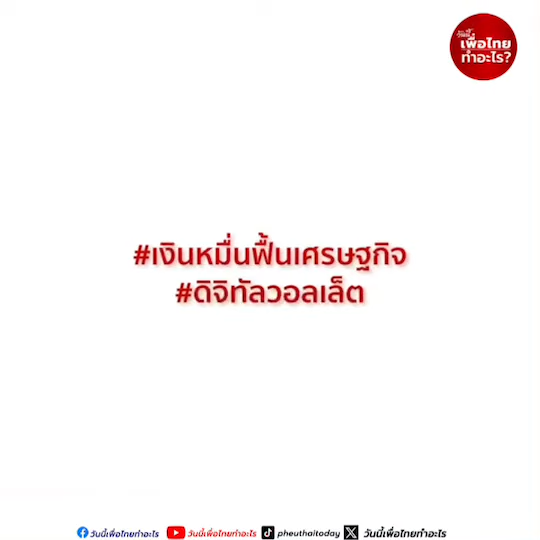 วันนี้
เพื่อไทย
ทำอะไร?
#เงินหมื่นฟื้นเศรษฐกิจ
#ดิจิทัลวอลเล็ต
วันนี้เพื่อไทยทำอะไร วันนี้เพื่อไทยทำอะไร pheuthaitoday วันนี้เพื่อไทยทำอะไร